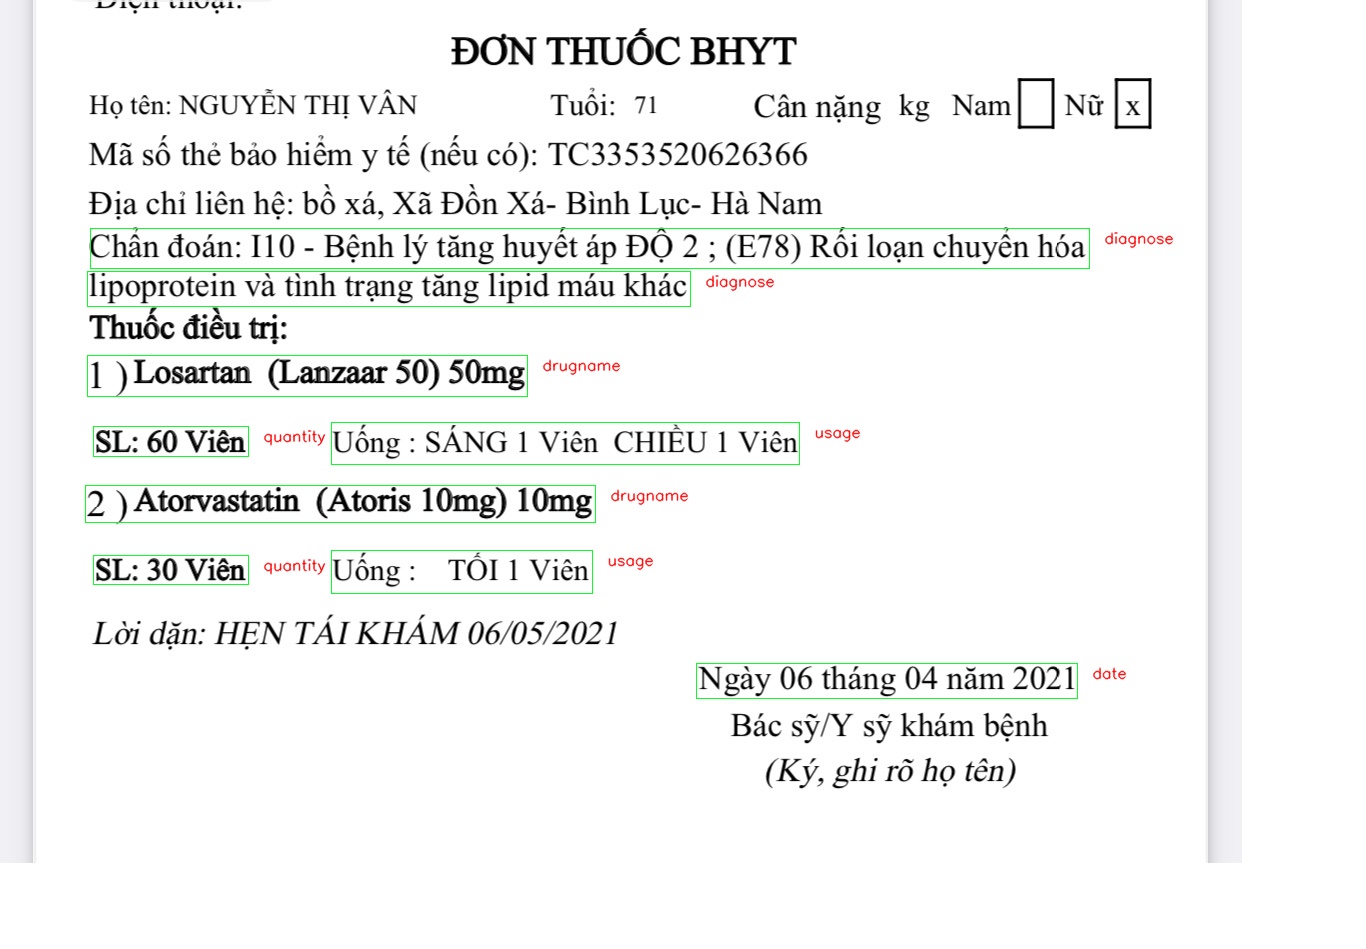 Điện thoại:
ĐƠN THUỐC BHYT
Họ tên: NGUYỄN THỊ VÂN Tuổi: 71 Cân nặng kg Nam Nữ x
Mã số thẻ bảo hiểm y tế (nếu có): TC3353520626366
Địa chỉ liên hệ: bồ xá, Xã Đồn Xá- Bình Lục- Hà Nam
Chẩn đoán: I10 - Bệnh lý tăng huyết áp ĐỘ 2 ; (E78) Rối loạn chuyển hóa diagnose
lipoprotein và tình trạng tăng lipid máu khác diagnose
Thuốc điều trị:
1 ) Losartan (Lanzaar 50) 50mg drugname
SL: 60 Viên quantity Uống : SÁNG 1 Viên CHIỀU 1 Viên usage
2 ) Atorvastatin (Atoris 10mg) 10mg drugname
SL: 30 Viên quantity Uống : TỐI 1 Viên usage
Lời dặn: HẸN TÁI KHÁM 06/05/2021
Ngày 06 tháng 04 năm 2021 date
Bác sỹ/Y sỹ khám bệnh
(Ký, ghi rõ họ tên)